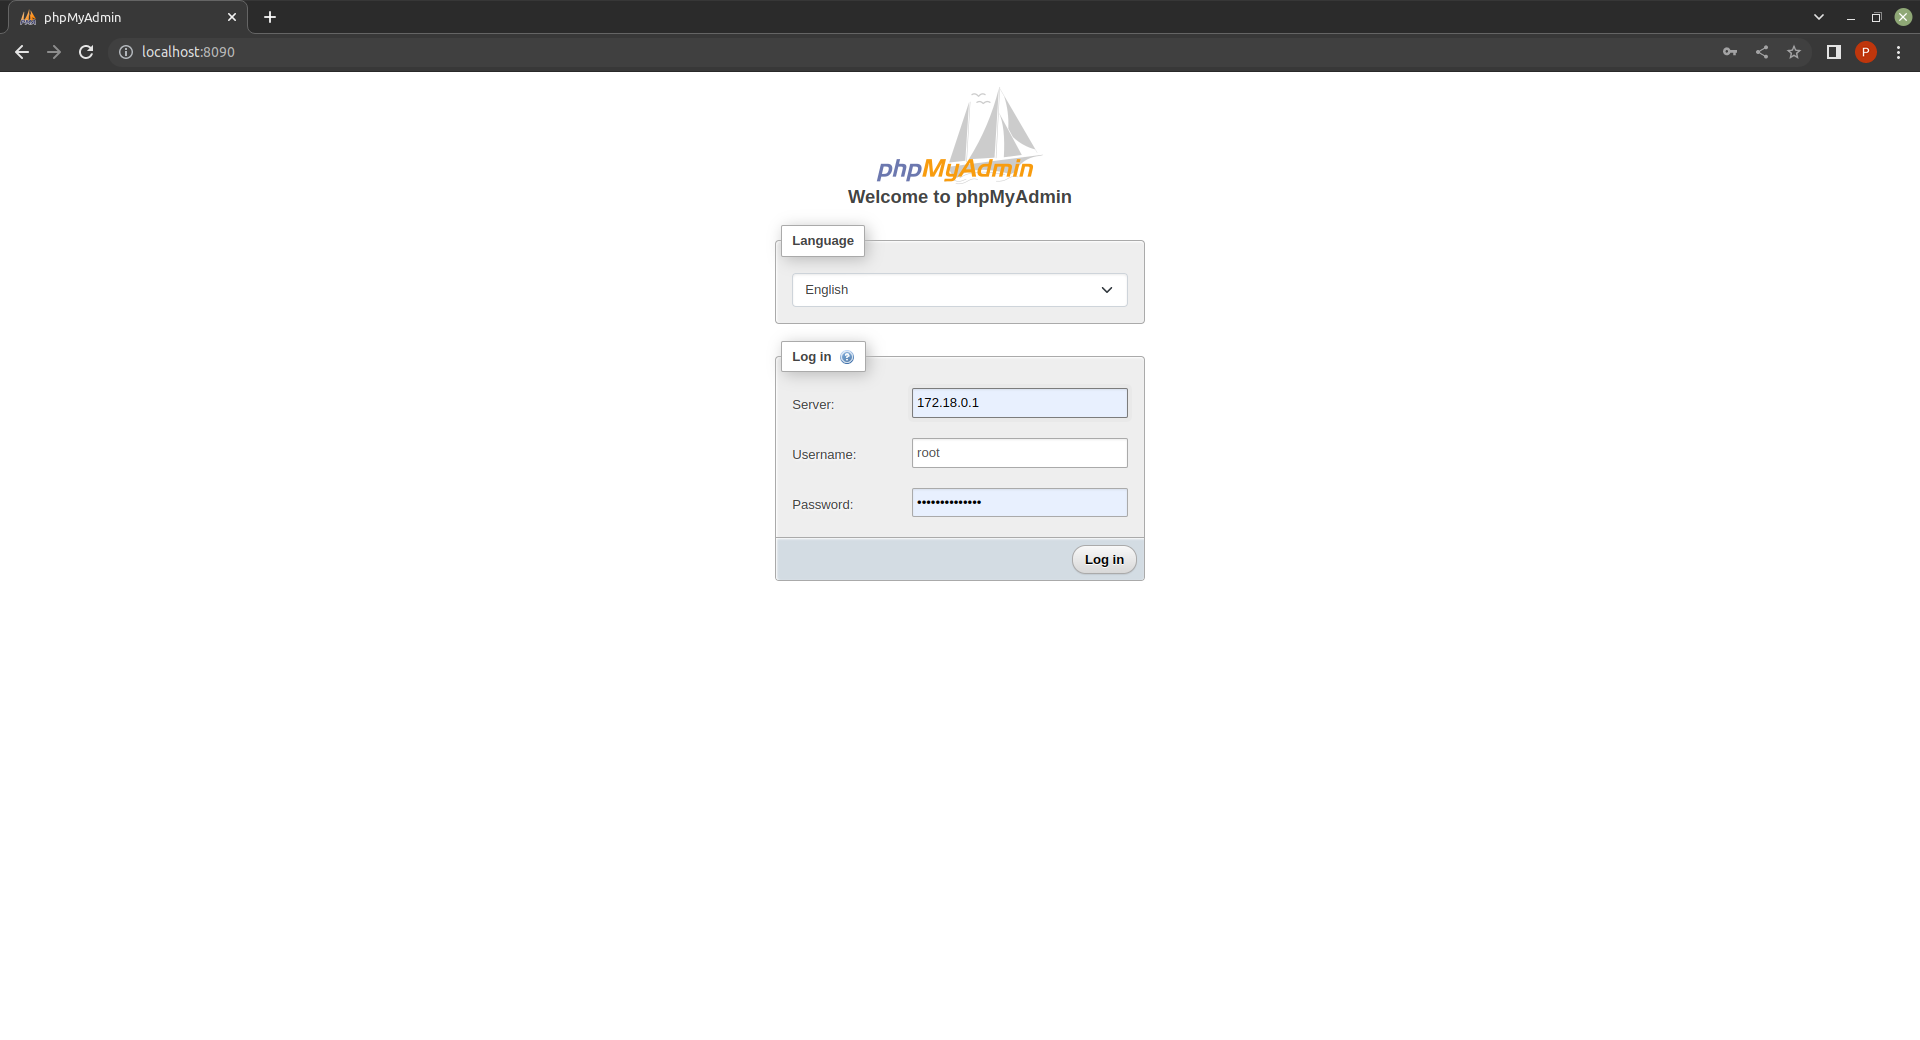 phpMyAdmin
localhost:8090
P
phpMyAdmin
Welcome to phpMyAdmin
Language
English
Log in
Server: 172.18.0.1
Username: root
Password: ••••••••••••••
Log in